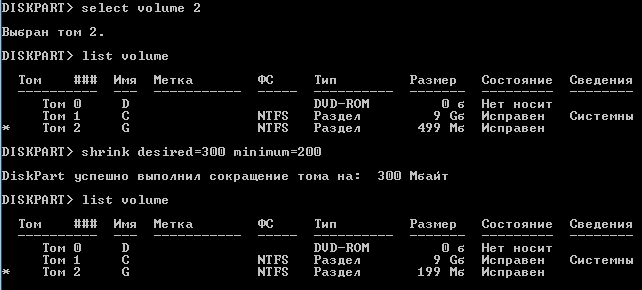 DISKPART> select volume 2
Выбран том 2.
DISKPART> list volume
Том ### Имя Метка ФС Тип Размер Состояние Сведения
---------- --- ----------- ----- ---------- ------- --------- --------
Том 0 D DVD-ROM 0 б Нет носит
Том 1 C NTFS Раздел 9 Gб Исправен Системны
* Том 2 G NTFS Раздел 499 Mб Исправен
DISKPART> shrink desired=300 minimum=200
DiskPart успешно выполнил сокращение тома на: 300 Mбайт
DISKPART> list volume
Том ### Имя Метка ФС Тип Размер Состояние Сведения
---------- --- ----------- ----- ---------- ------- --------- --------
Том 0 D DVD-ROM 0 б Нет носит
Том 1 C NTFS Раздел 9 Gб Исправен Системны
* Том 2 G NTFS Раздел 199 Mб Исправен